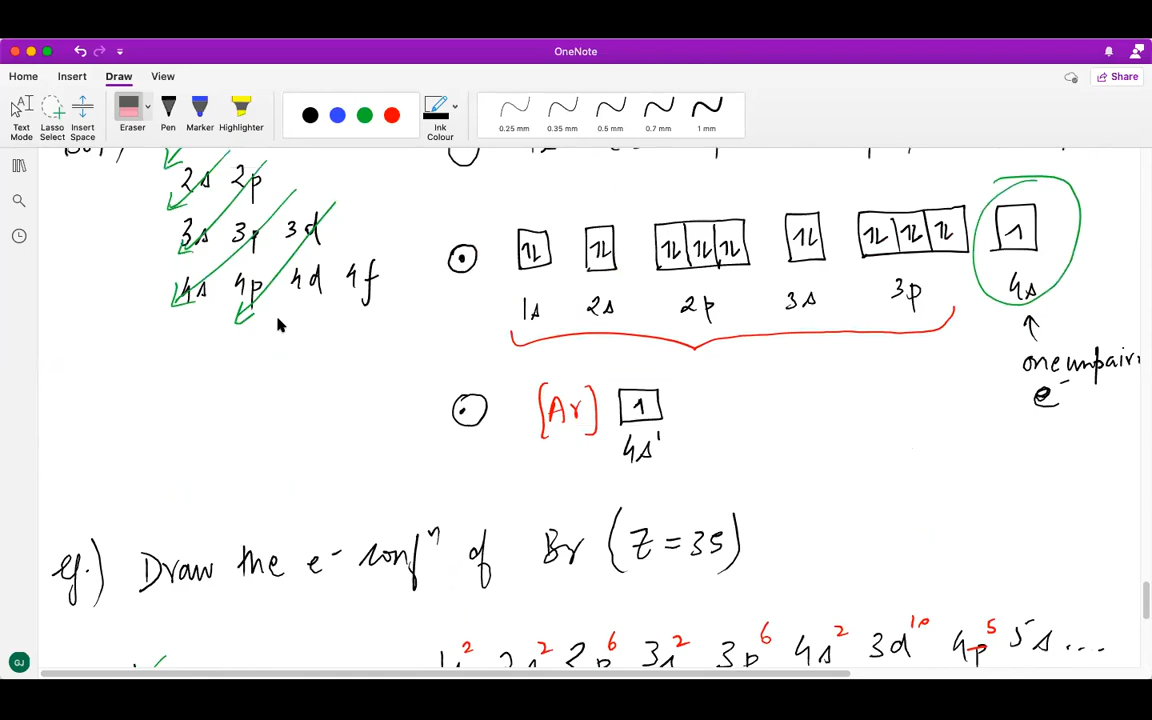 OneNote
Home Insert Draw View
Share
Text Mode
Lasso Select
Insert Space
Eraser
Pen
Marker
Highlighter
Ink Colour
0.25 mm 0.35 mm 0.5 mm 0.7 mm 1 mm
2s 2p
3s 3p 3d
4s 4p 4d 4f
⊙ 1s 2s 2p 3s 3p 4s
one unpair
e⁻
⊙ [Ar] 1
4s¹
eg.) Draw the e⁻ confⁿ of Br (Z = 35)
1s² 2s² 2p⁶ 3s² 3p⁶ 4s² 3d¹⁰ 4p⁵ 5s ...
GJ